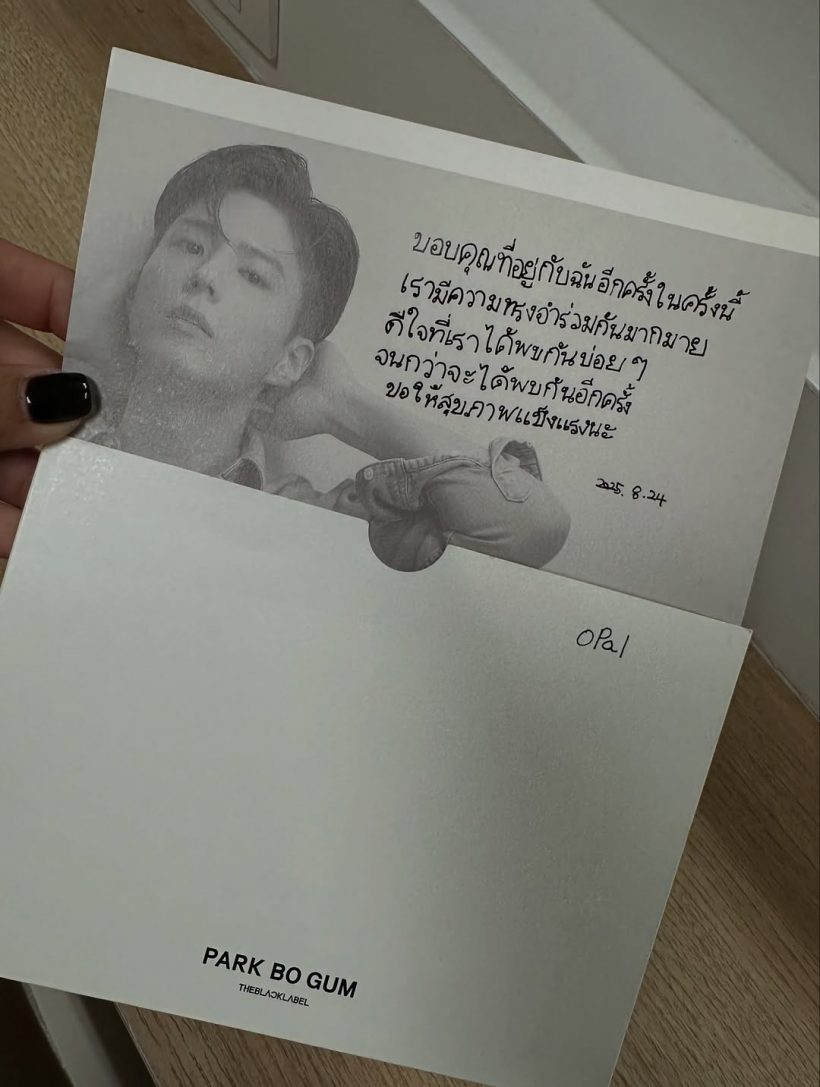 ขอบคุณที่อยู่กับฉันอีกครั้งในครั้งนี้
เรามีความทรงจำร่วมกันมากมาย
ดีใจที่เราได้พบกันบ่อย ๆ
จนกว่าจะได้พบกันอีกครั้ง
ขอให้สุขภาพแข็งแรงนะ
2025. 8. 24
OPal
PARK BO GUM
THEBLACKLABEL